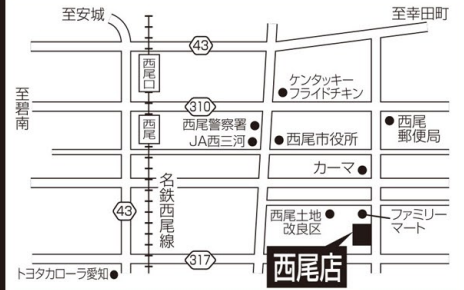 至安城
至幸田町
43
西尾口
ケンタッキー
フライドチキン
至碧南
310
西尾
西尾警察署
JA西三河
西尾市役所
西尾
郵便局
カーマ
名鉄西尾線
43
西尾土地
改良区
ファミリー
マート
317
西尾店
トヨタカローラ愛知